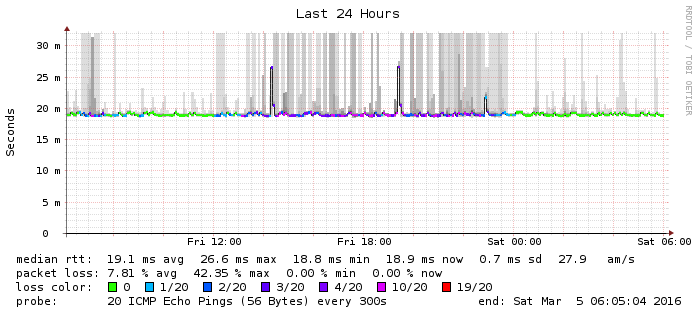 Last 24 Hours
RRDTOOL / TOBI OETIKER
Seconds
30 m
25 m
20 m
15 m
10 m
5 m
0
Fri 12:00 Fri 18:00 Sat 00:00 Sat 06:00
median rtt: 19.1 ms avg 26.6 ms max 18.8 ms min 18.9 ms now 0.7 ms sd 27.9 am/s
packet loss: 7.81 % avg 42.35 % max 0.00 % min 0.00 % now
loss color: 0 1/20 2/20 3/20 4/20 10/20 19/20
probe: 20 ICMP Echo Pings (56 Bytes) every 300s end: Sat Mar 5 06:05:04 2016